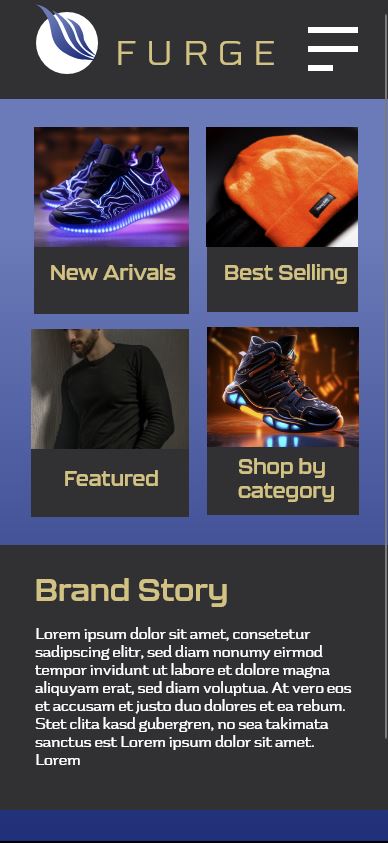 FURGE
New Arivals
Best Selling
Featured
Shop by
category
Brand Story
Lorem ipsum dolor sit amet, consetetur
sadipscing elitr, sed diam nonumy eirmod
tempor invidunt ut labore et dolore magna
aliquyam erat, sed diam voluptua. At vero eos
et accusam et justo duo dolores et ea rebum.
Stet clita kasd gubergren, no sea takimata
sanctus est Lorem ipsum dolor sit amet.
Lorem